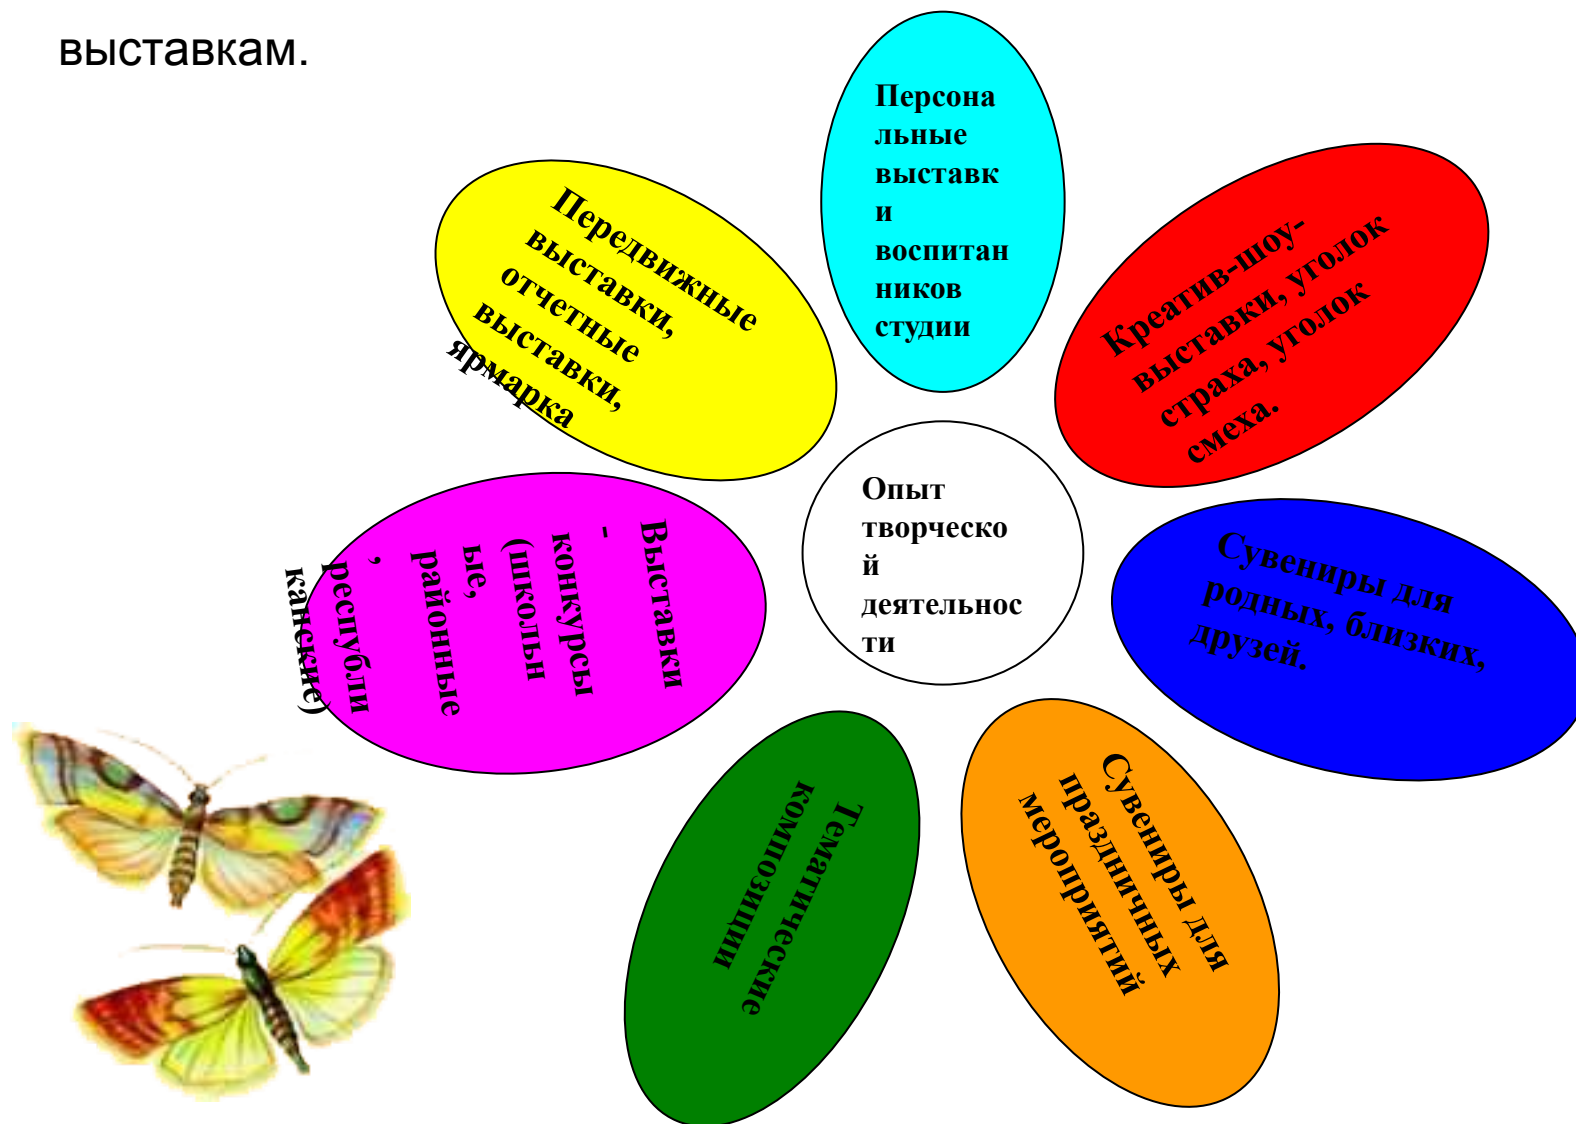 выставкам.
Персона
льные
выставк
и
воспитан
ников
студии
Креатив-шоу-
выставки, уголок
страха, уголок
смеха.
Сувениры для
родных, близких,
друзей.
Сувениры для
праздничных
мероприятий
Тематические
композиции
Выставки
-
конкурсы
(школьн
ые,
районные
,
республи
канские)
Передвижные
выставки,
отчетные
выставки,
ярмарка
Опыт
творческо
й
деятельнос
ти